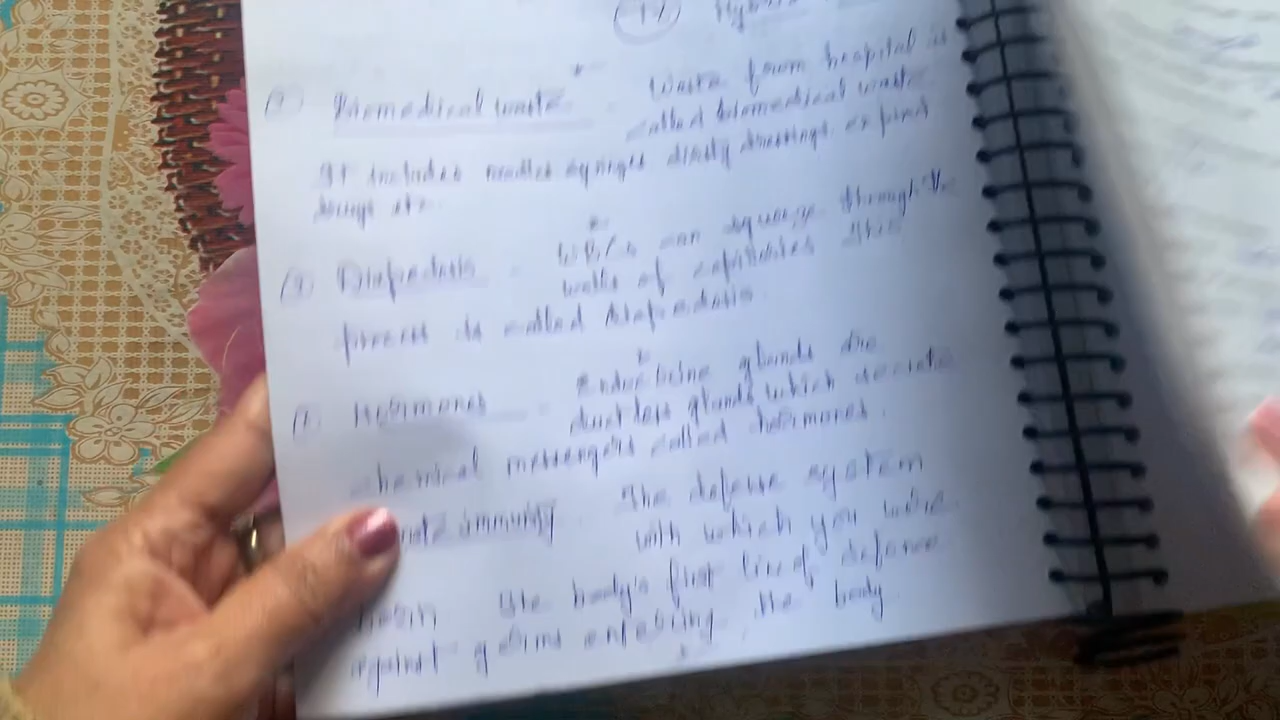 17
Biomedical waste - Waste from hospital is
called biomedical waste
It includes needles syringes dirty dressings expired
drugs etc.
Diapedesis - WBCs can squeeze through the
walls of capillaries this
process is called diapedesis
Hormones - Endocrine glands are
ductless glands which secrete
chemical messengers called hormones.
immunity The defense system
with which you were
the body's first line of defence
against germs entering the body